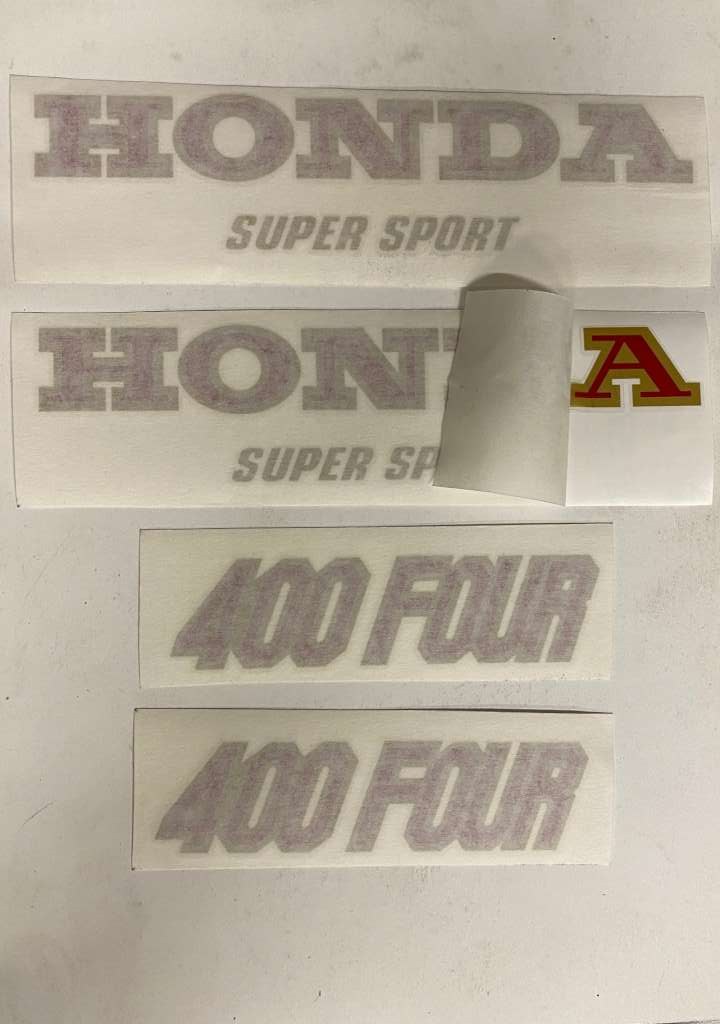 HONDA
SUPER SPORT
HON A
SUPER SP
400 FOUR
400 FOUR